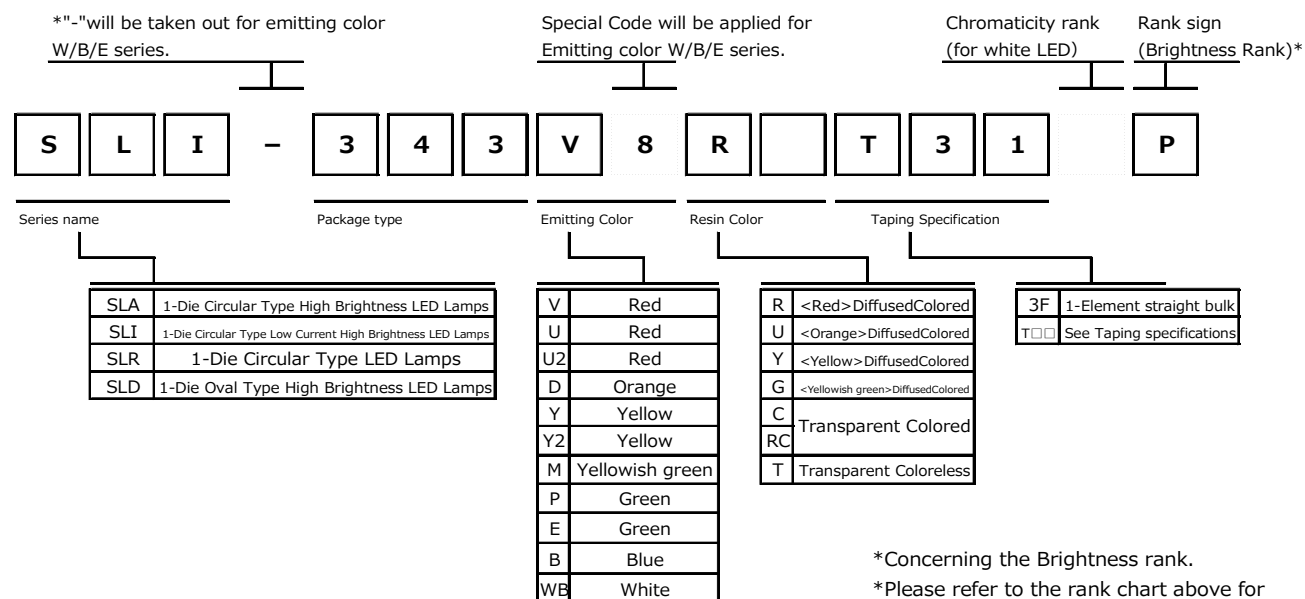 *"-"will be taken out for emitting color
W/B/E series.
Special Code will be applied for
Emitting color W/B/E series.
Chromaticity rank
(for white LED)
Rank sign
(Brightness Rank)*
S L I – 3 4 3 V 8 R T 3 1 P
Series name
Package type
Emitting Color
Resin Color
Taping Specification
SLA 1-Die Circular Type High Brightness LED Lamps
SLI 1-Die Circular Type Low Current High Brightness LED Lamps
SLR 1-Die Circular Type LED Lamps
SLD 1-Die Oval Type High Brightness LED Lamps
V Red
U Red
U2 Red
D Orange
Y Yellow
Y2 Yellow
M Yellowish green
P Green
E Green
B Blue
WB White
R <Red>DiffusedColored
U <Orange>DiffusedColored
Y <Yellow>DiffusedColored
G <Yellowish green>DiffusedColored
C
RC
Transparent Colored
T Transparent Coloreless
3F 1-Element straight bulk
T□□ See Taping specifications
*Concerning the Brightness rank.
*Please refer to the rank chart above for